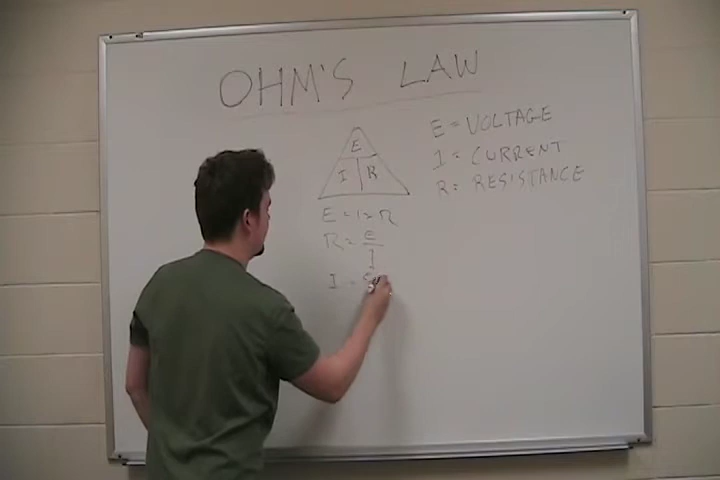 OHM'S LAW
E = VOLTAGE
I = CURRENT
R = RESISTANCE
E
I R
E = I x R
R = E
I
I = E